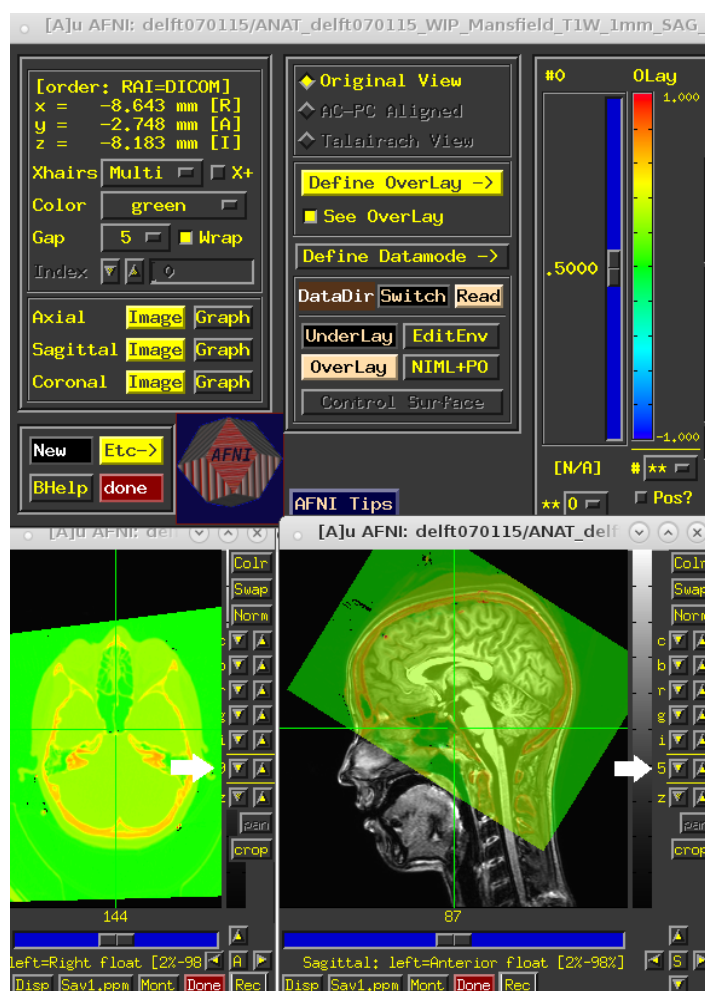 [A]u AFNI: delft070115/ANAT_delft070115_WIP_Mansfield_T1W_1mm_SAG_
[order: RAI=DICOM]
x = -8.643 mm [R]
y = -2.748 mm [A]
z = -8.183 mm [I]
Xhairs Multi X+
Color green
Gap 5 Wrap
Index 0
Axial Image Graph
Sagittal Image Graph
Coronal Image Graph
New Etc->
BHelp done
AFNI
Original View
AC-PC Aligned
Talairach View
Define OverLay ->
See OverLay
Define Datamode ->
DataDir Switch Read
UnderLay EditEnv
OverLay NIML+PO
Control Surface
AFNI Tips
#0 OLay
1.000
.5000
-1.000
[N/A] # **
** 0 Pos?
[A]u AFNI: del
Colr
Swap
Norm
c
b
r
g
i
9
z
pan
crop
144
left=Right float [2%-98 A
Disp Sav1.ppm Mont Done Rec
[A]u AFNI: delft070115/ANAT_delf
Colr
Swap
Norm
c
b
r
g
i
5
z
pan
crop
87
Sagittal: left=Anterior float [2%-98%] S
Disp Sav1.ppm Mont Done Rec